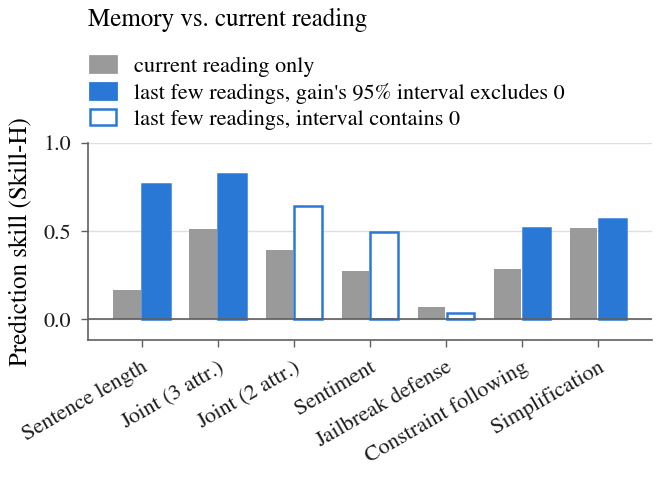 Memory vs. current reading
current reading only
last few readings, gain's 95% interval excludes 0
last few readings, interval contains 0
Prediction skill (Skill-H)
1.0
0.5
0.0
Sentence length
Joint (3 attr.)
Joint (2 attr.)
Sentiment
Jailbreak defense
Constraint following
Simplification